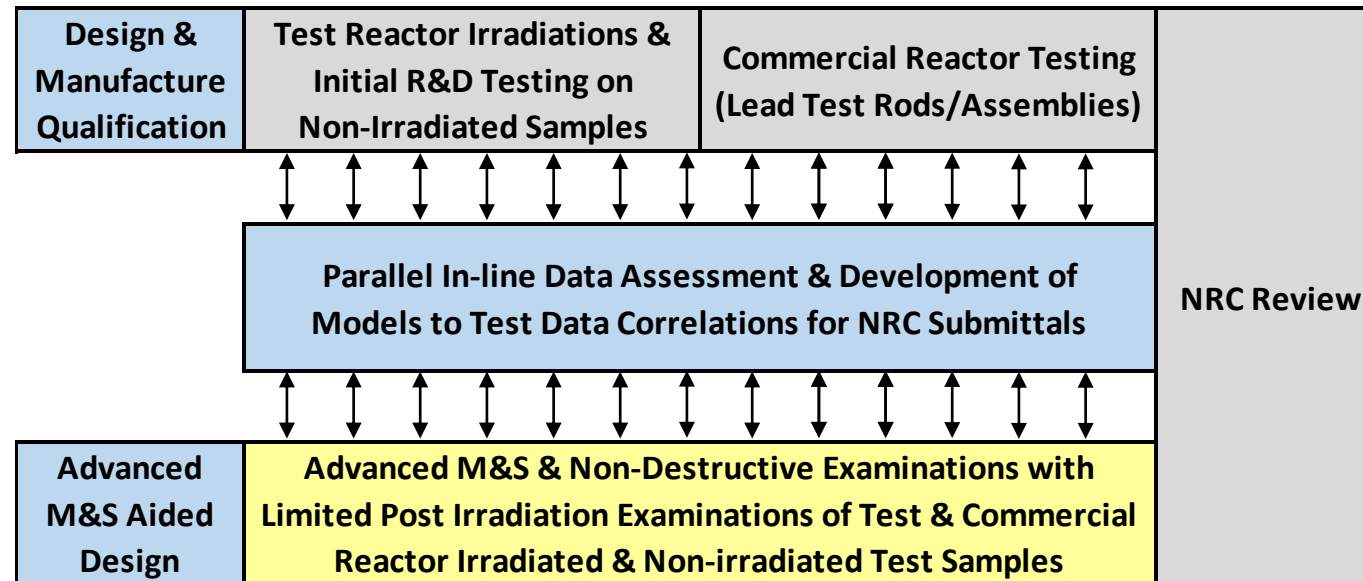 Design &
Manufacture
Qualification
Test Reactor Irradiations &
Initial R&D Testing on
Non-Irradiated Samples
Commercial Reactor Testing
(Lead Test Rods/Assemblies)
Parallel In-line Data Assessment & Development of
Models to Test Data Correlations for NRC Submittals
NRC Review
Advanced
M&S Aided
Design
Advanced M&S & Non-Destructive Examinations with
Limited Post Irradiation Examinations of Test & Commercial
Reactor Irradiated & Non-irradiated Test Samples